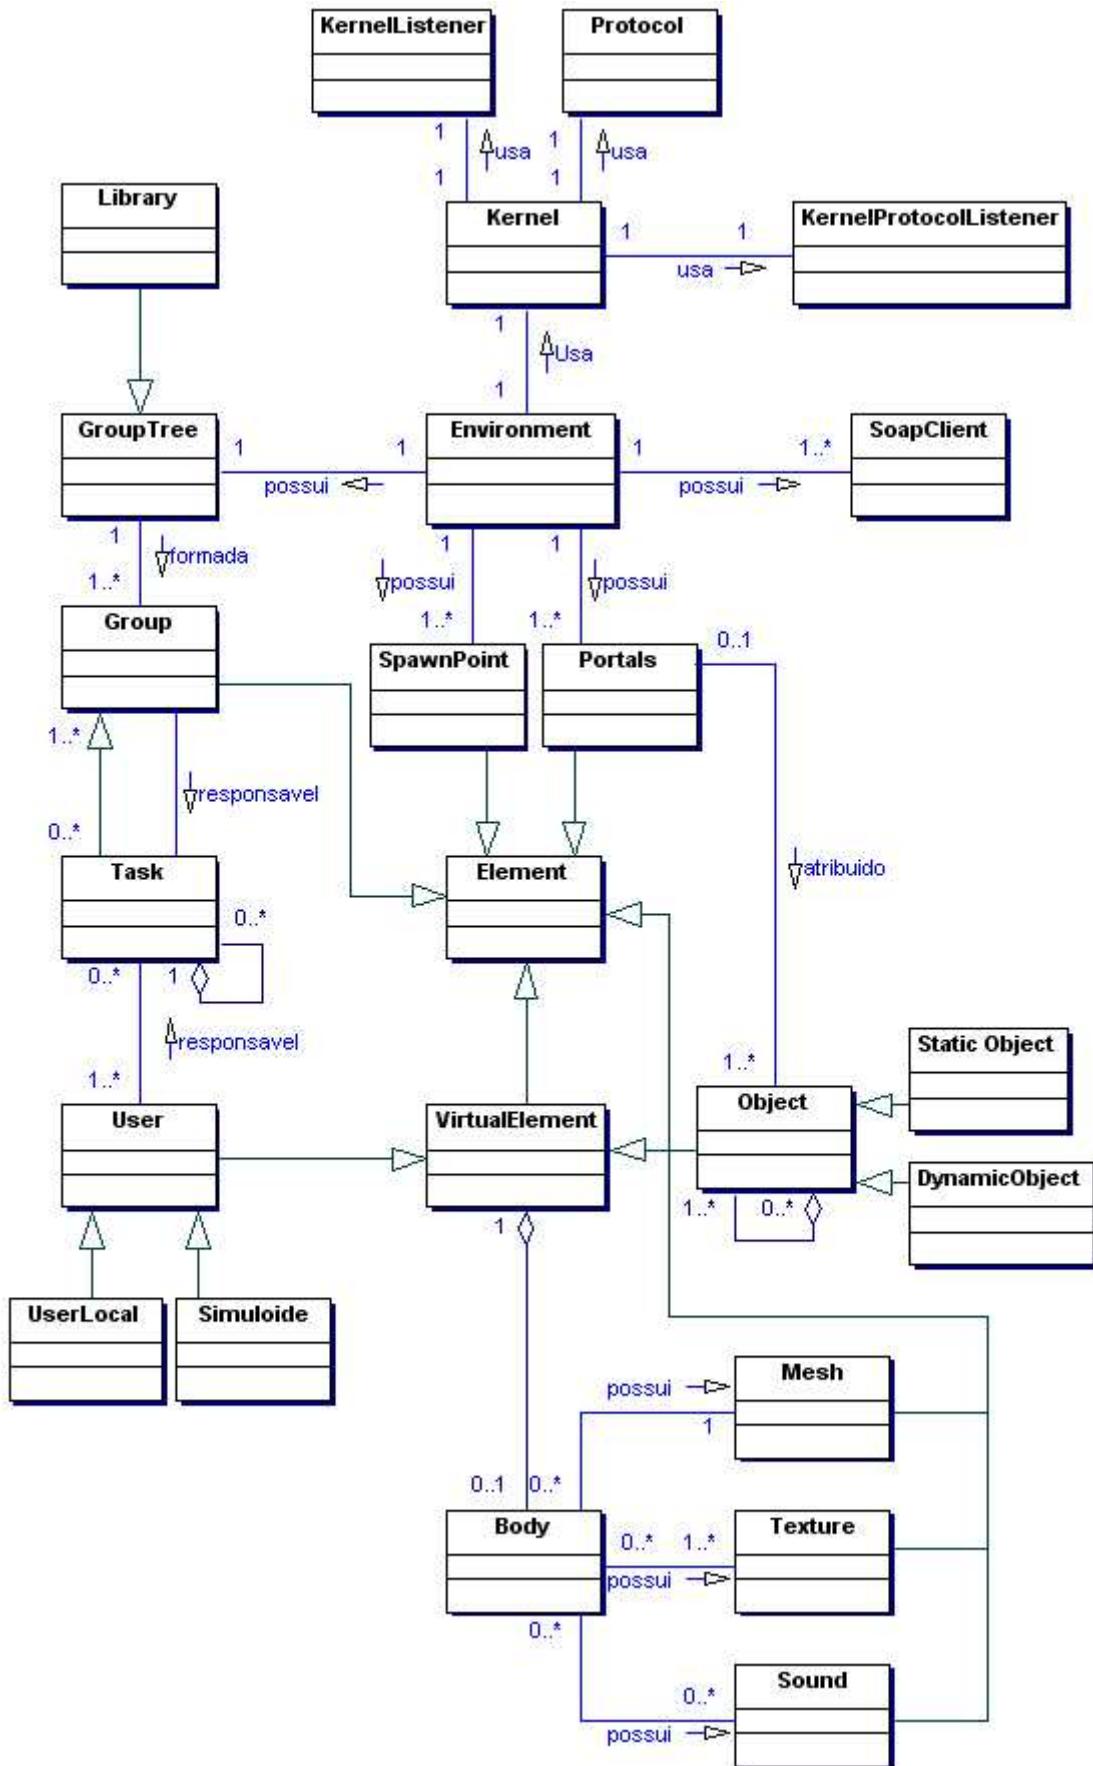 KernelListener
Protocol
1
usa
1
usa
1
1
Library
Kernel
KernelProtocolListener
1
1
usa
1
Usa
1
GroupTree
Environment
SoapClient
1
1
1
1..*
possui
possui
1
formada
1
1
possui
possui
1..*
1..*
1..*
Group
SpawnPoint
Portals
0..1
1..*
responsavel
0..*
Task
Element
atribuido
0..*
0..*
1
responsavel
1..*
1..*
Static Object
User
VirtualElement
Object
DynamicObject
1
1..*
0..*
UserLocal
Simuloide
Mesh
possui
1
0..1
0..*
Body
Texture
0..*
1..*
possui
0..*
Sound
0..*
possui